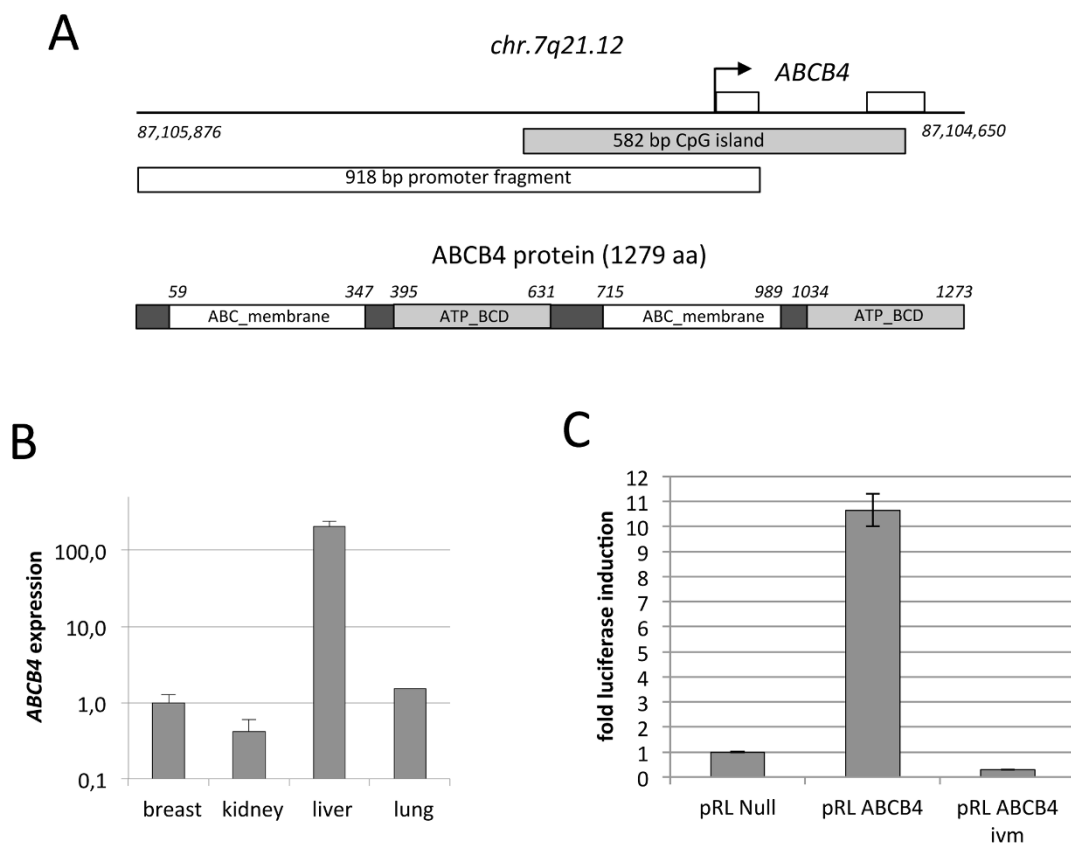 A
chr.7q21.12
ABCB4
87,105,876
87,104,650
582 bp CpG island
918 bp promoter fragment
ABCB4 protein (1279 aa)
59 347 395 631 715 989 1034 1273
ABC_membrane ATP_BCD ABC_membrane ATP_BCD
B
ABCB4 expression
100,0
10,0
1,0
0,1
breast kidney liver lung
C
fold luciferase induction
12
11
10
9
8
7
6
5
4
3
2
1
0
pRL Null pRL ABCB4 pRL ABCB4
ivm